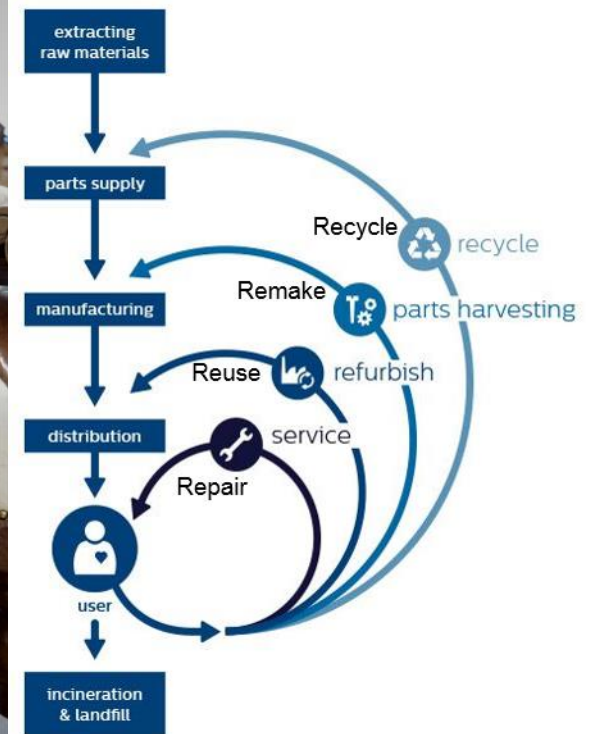 extracting
raw materials
parts supply
Recycle
recycle
Remake
manufacturing
parts harvesting
Reuse
refurbish
distribution
service
Repair
user
incineration
& landfill